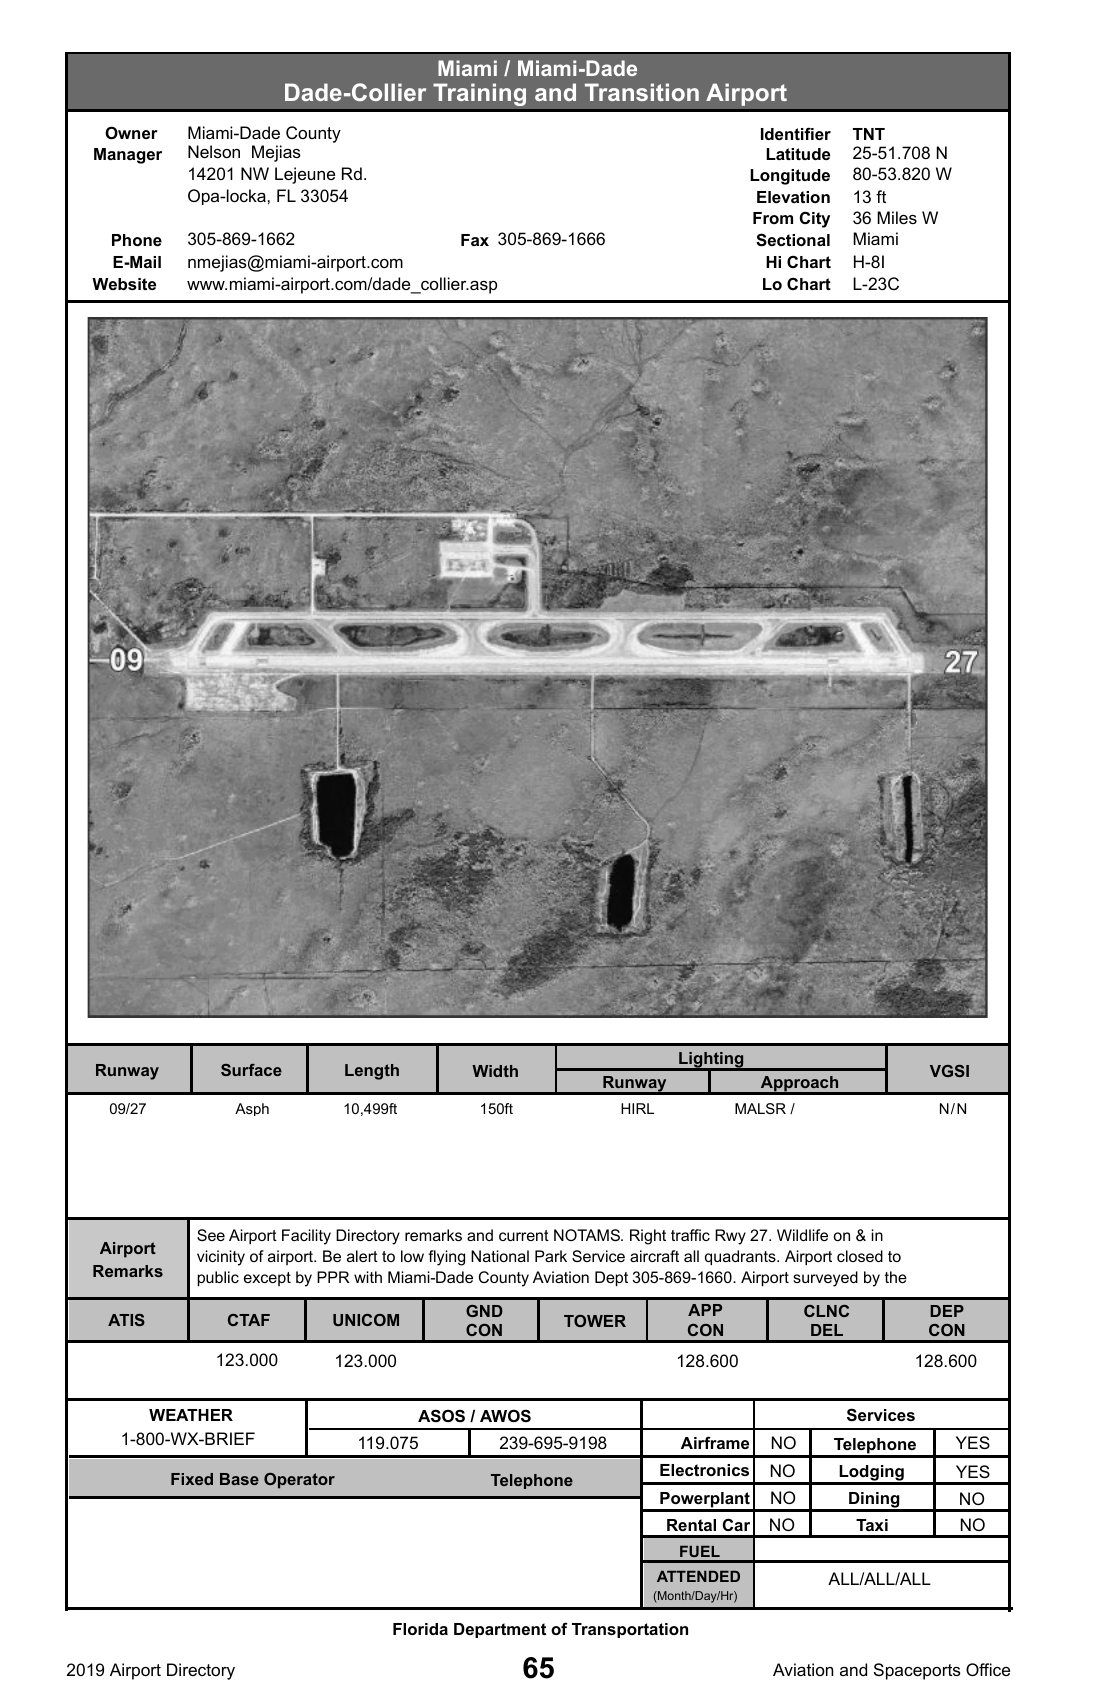 Miami / Miami-Dade
Dade-Collier Training and Transition Airport
Owner Miami-Dade County
Manager Nelson Mejias
14201 NW Lejeune Rd.
Opa-locka, FL 33054
Phone 305-869-1662 Fax 305-869-1666
E-Mail nmejias@miami-airport.com
Website www.miami-airport.com/dade_collier.asp
Identifier TNT
Latitude 25-51.708 N
Longitude 80-53.820 W
Elevation 13 ft
From City 36 Miles W
Sectional Miami
Hi Chart H-8I
Lo Chart L-23C
09 27
Runway Surface Length Width Lighting VGSI
Runway Approach
09/27 Asph 10,499ft 150ft HIRL MALSR / N/N
Airport Remarks
See Airport Facility Directory remarks and current NOTAMS. Right traffic Rwy 27. Wildlife on & in
vicinity of airport. Be alert to low flying National Park Service aircraft all quadrants. Airport closed to
public except by PPR with Miami-Dade County Aviation Dept 305-869-1660. Airport surveyed by the
ATIS CTAF UNICOM GND CON TOWER APP CON CLNC DEL DEP CON
123.000 123.000 128.600 128.600
WEATHER
1-800-WX-BRIEF
ASOS / AWOS
119.075 239-695-9198
Fixed Base Operator Telephone
Services
Airframe NO Telephone YES
Electronics NO Lodging YES
Powerplant NO Dining NO
Rental Car NO Taxi NO
FUEL
ATTENDED ALL/ALL/ALL
(Month/Day/Hr)
Florida Department of Transportation
2019 Airport Directory 65 Aviation and Spaceports Office